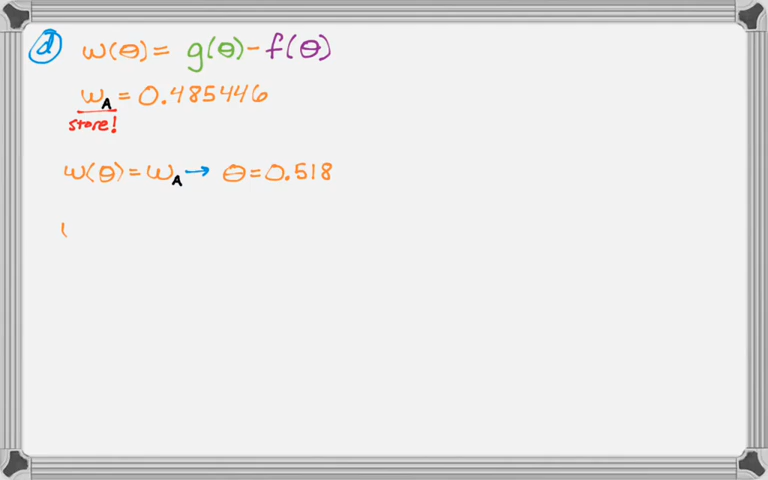 d w(θ) = g(θ) - f(θ)
w_A = 0.485446
store!
w(θ) = w_A → θ = 0.518